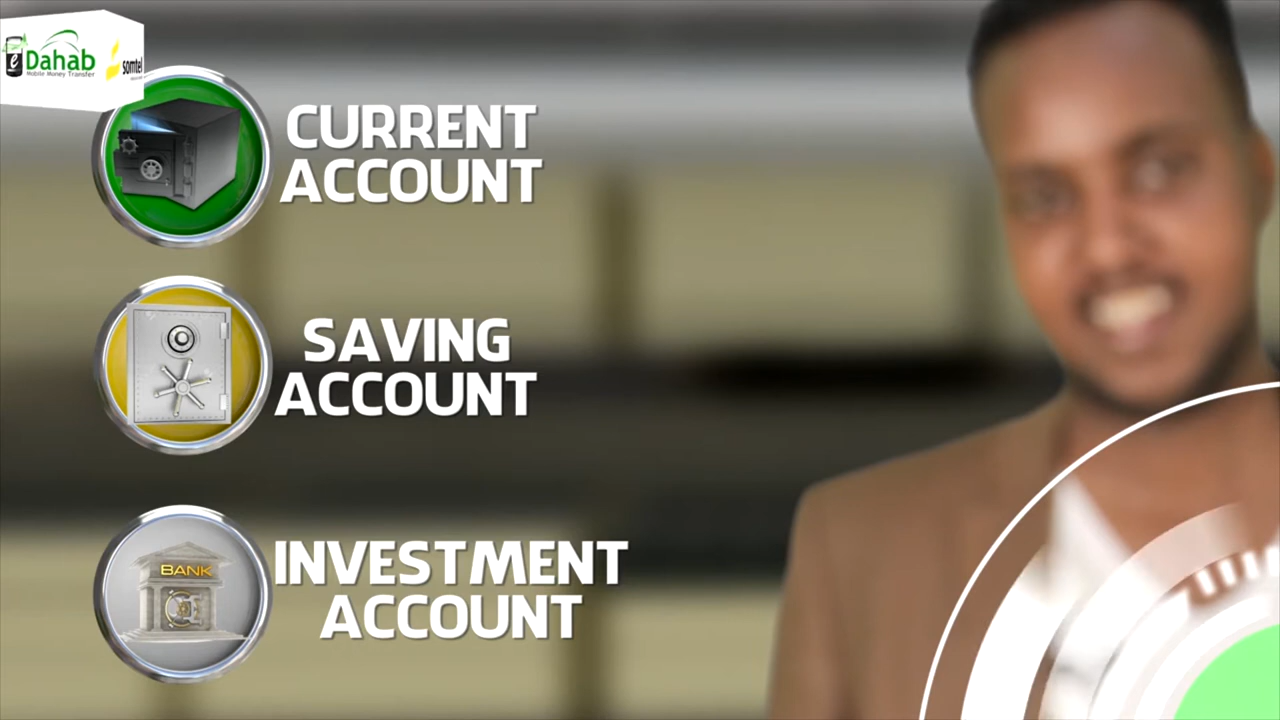 eDahab
Mobile Money Transfer
somtel
CURRENT
ACCOUNT
SAVING
ACCOUNT
INVESTMENT
ACCOUNT
BANK